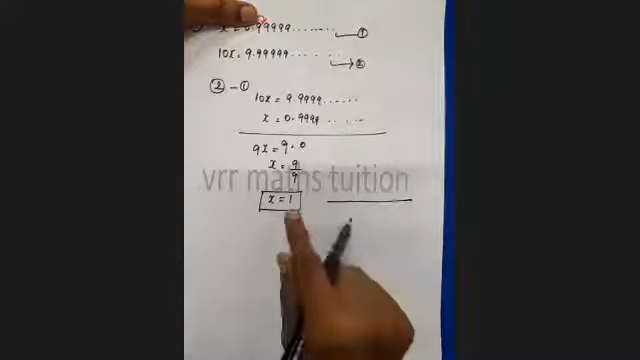 x = 0.99999....... ①
10x = 9.99999....... ②
② - ①
10x = 9.9999......
x = 0.9999......
9x = 9.0
x = 9/9
vrr maths tuition
x = 1